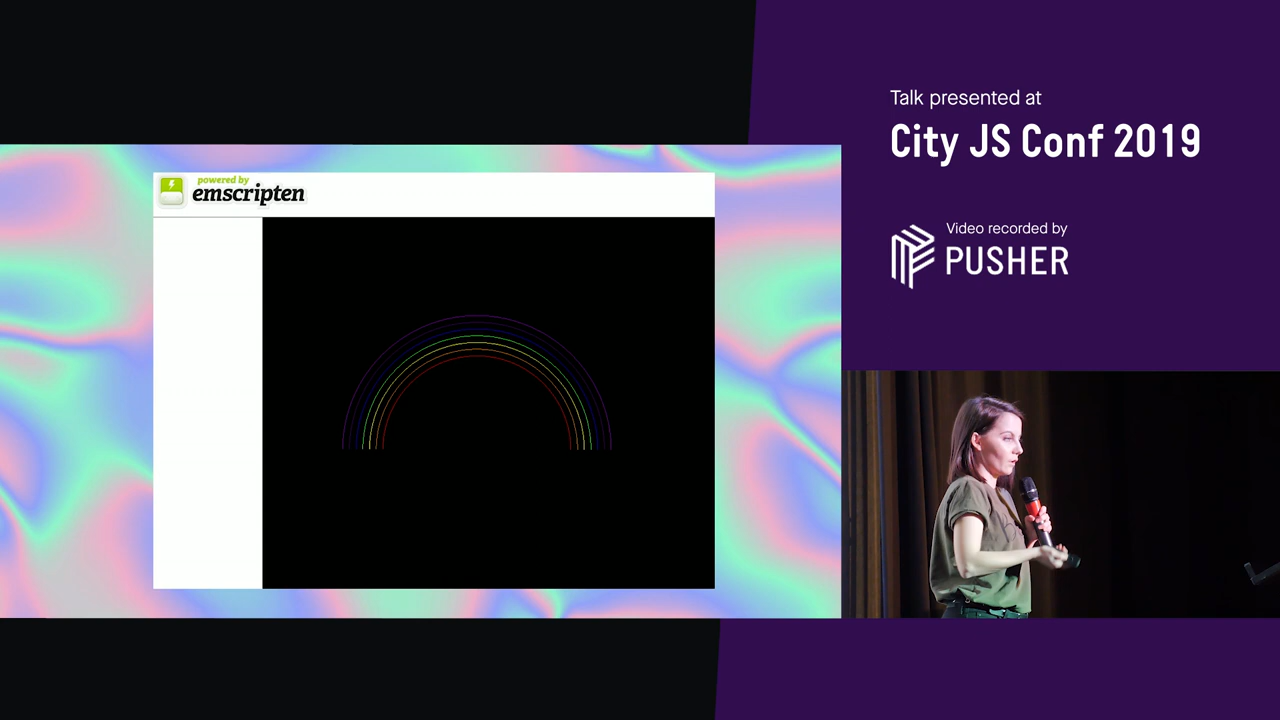 powered by
emscripten
Talk presented at
City JS Conf 2019
Video recorded by
PUSHER